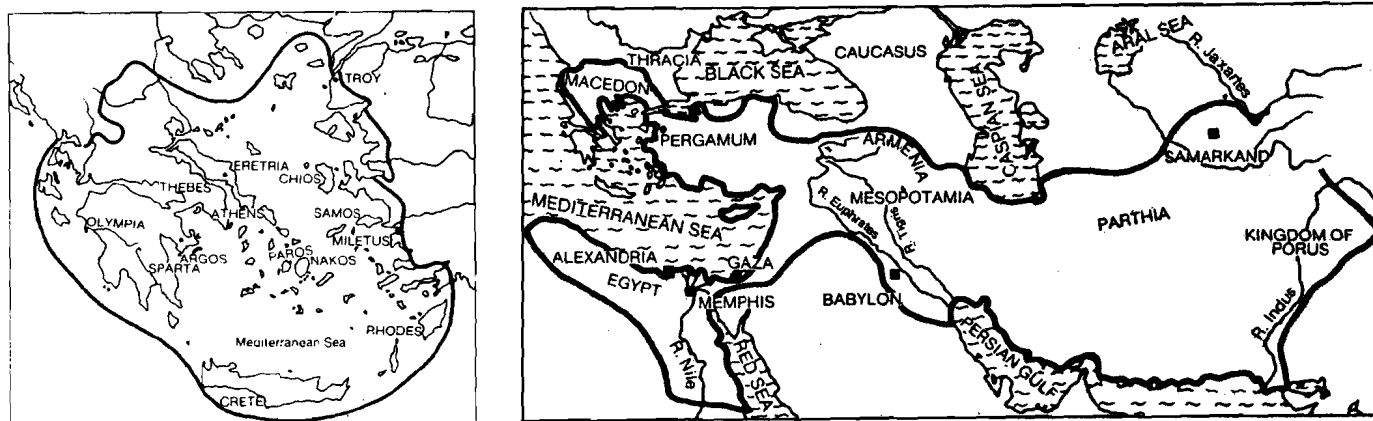 TROY
ERETRIA
CHIOS
THEBES
ATHENS
SAMOS
OLYMPIA
MILETUS
ARGOS
PAROS
NAKOS
SPARTA
RHODES
Mediterranean Sea
CRETE
ARAL SEA
R. Jaxartes
CAUCASUS
THRACIA
BLACK SEA
MACEDON
CASPIAN SEA
PERGAMUM
ARMENIA
SAMARKAND
MESOPOTAMIA
R. Euphrates
R. Tigris
MEDITERRANEAN SEA
PARTHIA
KINGDOM OF
PORUS
ALEXANDRIA
GAZA
EGYPT
MEMPHIS
BABYLON
R. Indus
PERSIAN GULF
R. Nile
RED SEA